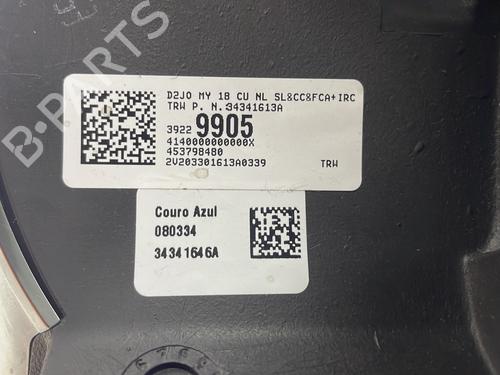 B-PARTS
D2JO MY 18 CU NL SL&CC&FCA+IRC
TRW P. N.:34341613A
3922 9905
4140000000000X
453798480
2V203301613A0339 TRW
Couro Azul
080334
34341646A